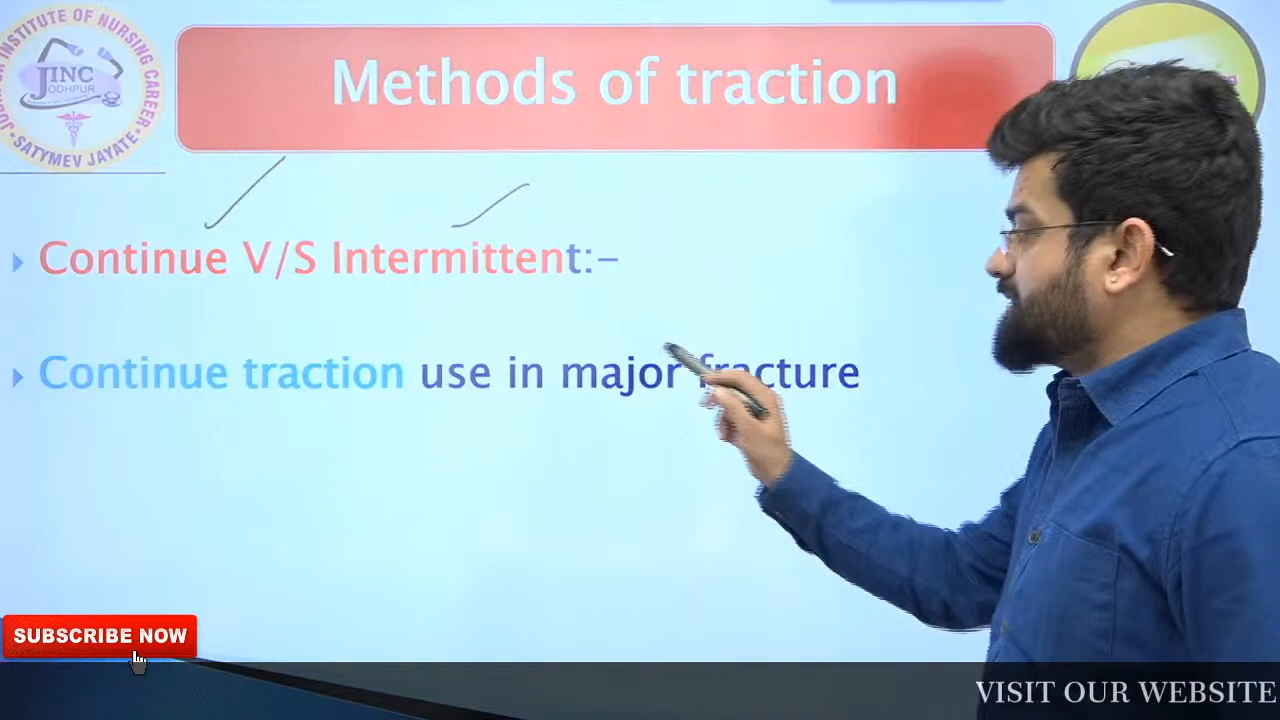 INSTITUTE OF NURSING CAREER
JINC
JODHPUR
SATYMEV JAYATE
Methods of traction
Continue V/S Intermittent:-
Continue traction use in major fracture
SUBSCRIBE NOW
VISIT OUR WEBSITE